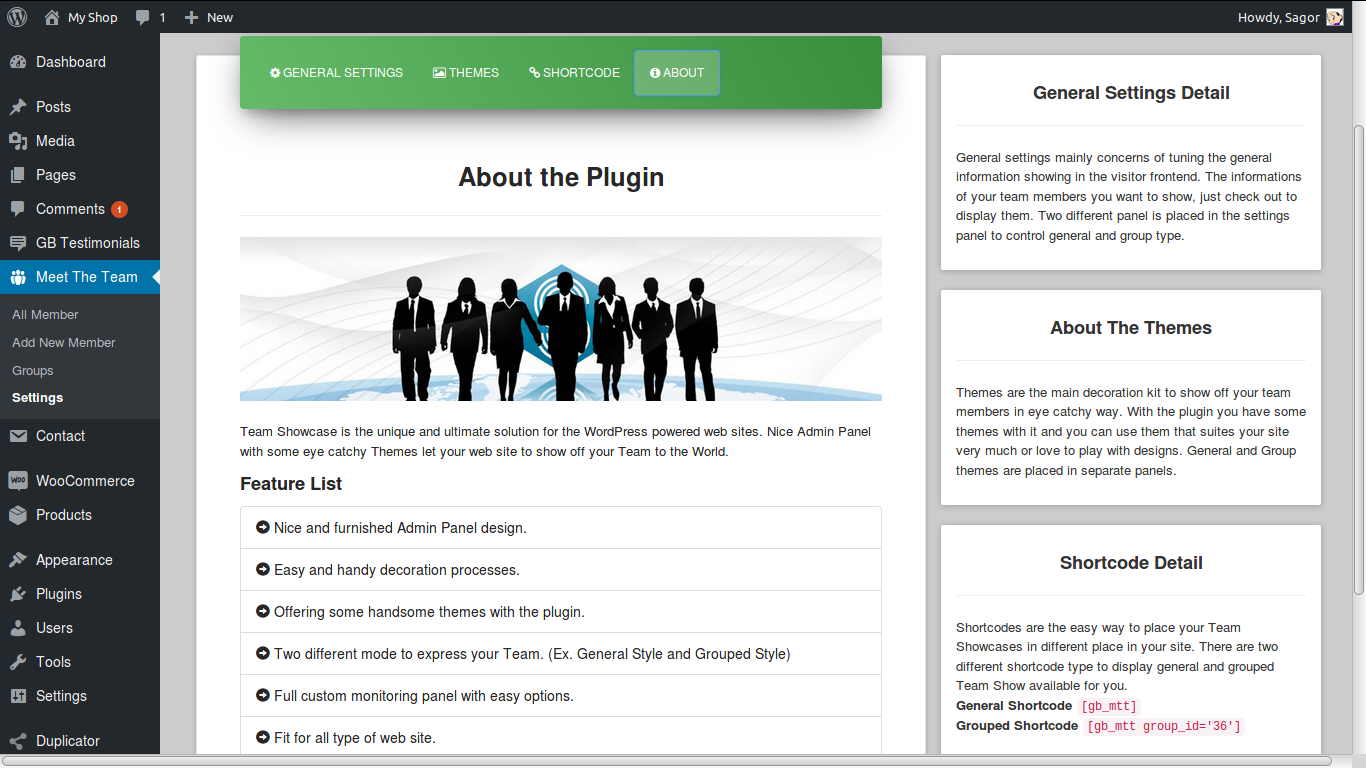 My Shop
1
New
Howdy, Sagor
Dashboard
Posts
Media
Pages
Comments 1
GB Testimonials
Meet The Team
All Member
Add New Member
Groups
Settings
Contact
WooCommerce
Products
Appearance
Plugins
Users
Tools
Settings
Duplicator
GENERAL SETTINGS
THEMES
SHORTCODE
ABOUT
About the Plugin
Team Showcase is the unique and ultimate solution for the WordPress powered web sites. Nice Admin Panel
with some eye catchy Themes let your web site to show off your Team to the World.
Feature List
Nice and furnished Admin Panel design.
Easy and handy decoration processes.
Offering some handsome themes with the plugin.
Two different mode to express your Team. (Ex. General Style and Grouped Style)
Full custom monitoring panel with easy options.
Fit for all type of web site.
General Settings Detail
General settings mainly concerns of tuning the general
information showing in the visitor frontend. The informations
of your team members you want to show, just check out to
display them. Two different panel is placed in the settings
panel to control general and group type.
About The Themes
Themes are the main decoration kit to show off your team
members in eye catchy way. With the plugin you have some
themes with it and you can use them that suites your site
very much or love to play with designs. General and Group
themes are placed in separate panels.
Shortcode Detail
Shortcodes are the easy way to place your Team
Showcases in different place in your site. There are two
different shortcode type to display general and grouped
Team Show available for you.
General Shortcode [gb_mtt]
Grouped Shortcode [gb_mtt group_id='36']